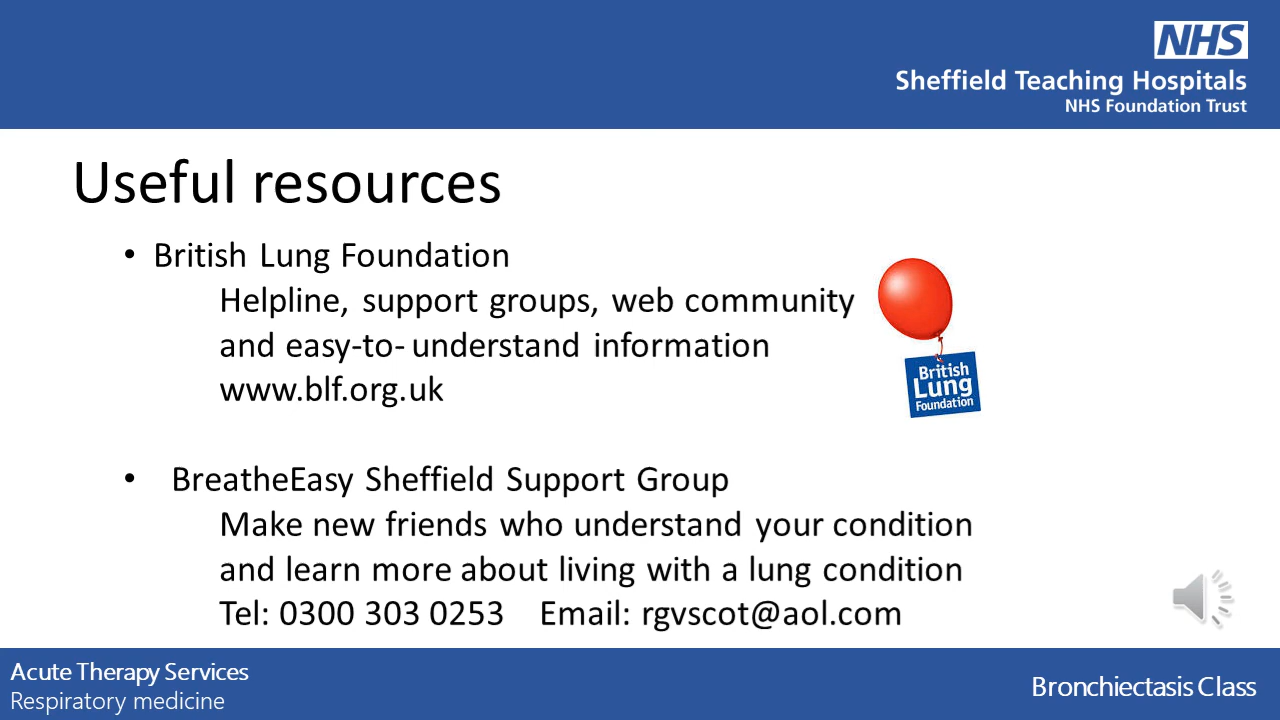 NHS
Sheffield Teaching Hospitals
NHS Foundation Trust
Useful resources
• British Lung Foundation
Helpline, support groups, web community
and easy-to- understand information
www.blf.org.uk
British
Lung
Foundation
• BreatheEasy Sheffield Support Group
Make new friends who understand your condition
and learn more about living with a lung condition
Tel: 0300 303 0253 Email: rgvscot@aol.com
Acute Therapy Services
Respiratory medicine
Bronchiectasis Class